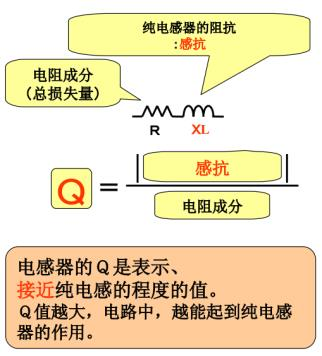 纯电感器的阻抗
:感抗
电阻成分
（总损失量）
R XL
感抗
Q =
电阻成分
电感器的Q是表示、
接近纯电感的程度的值。
Q值越大，电路中，越能起到纯电感
器的作用。